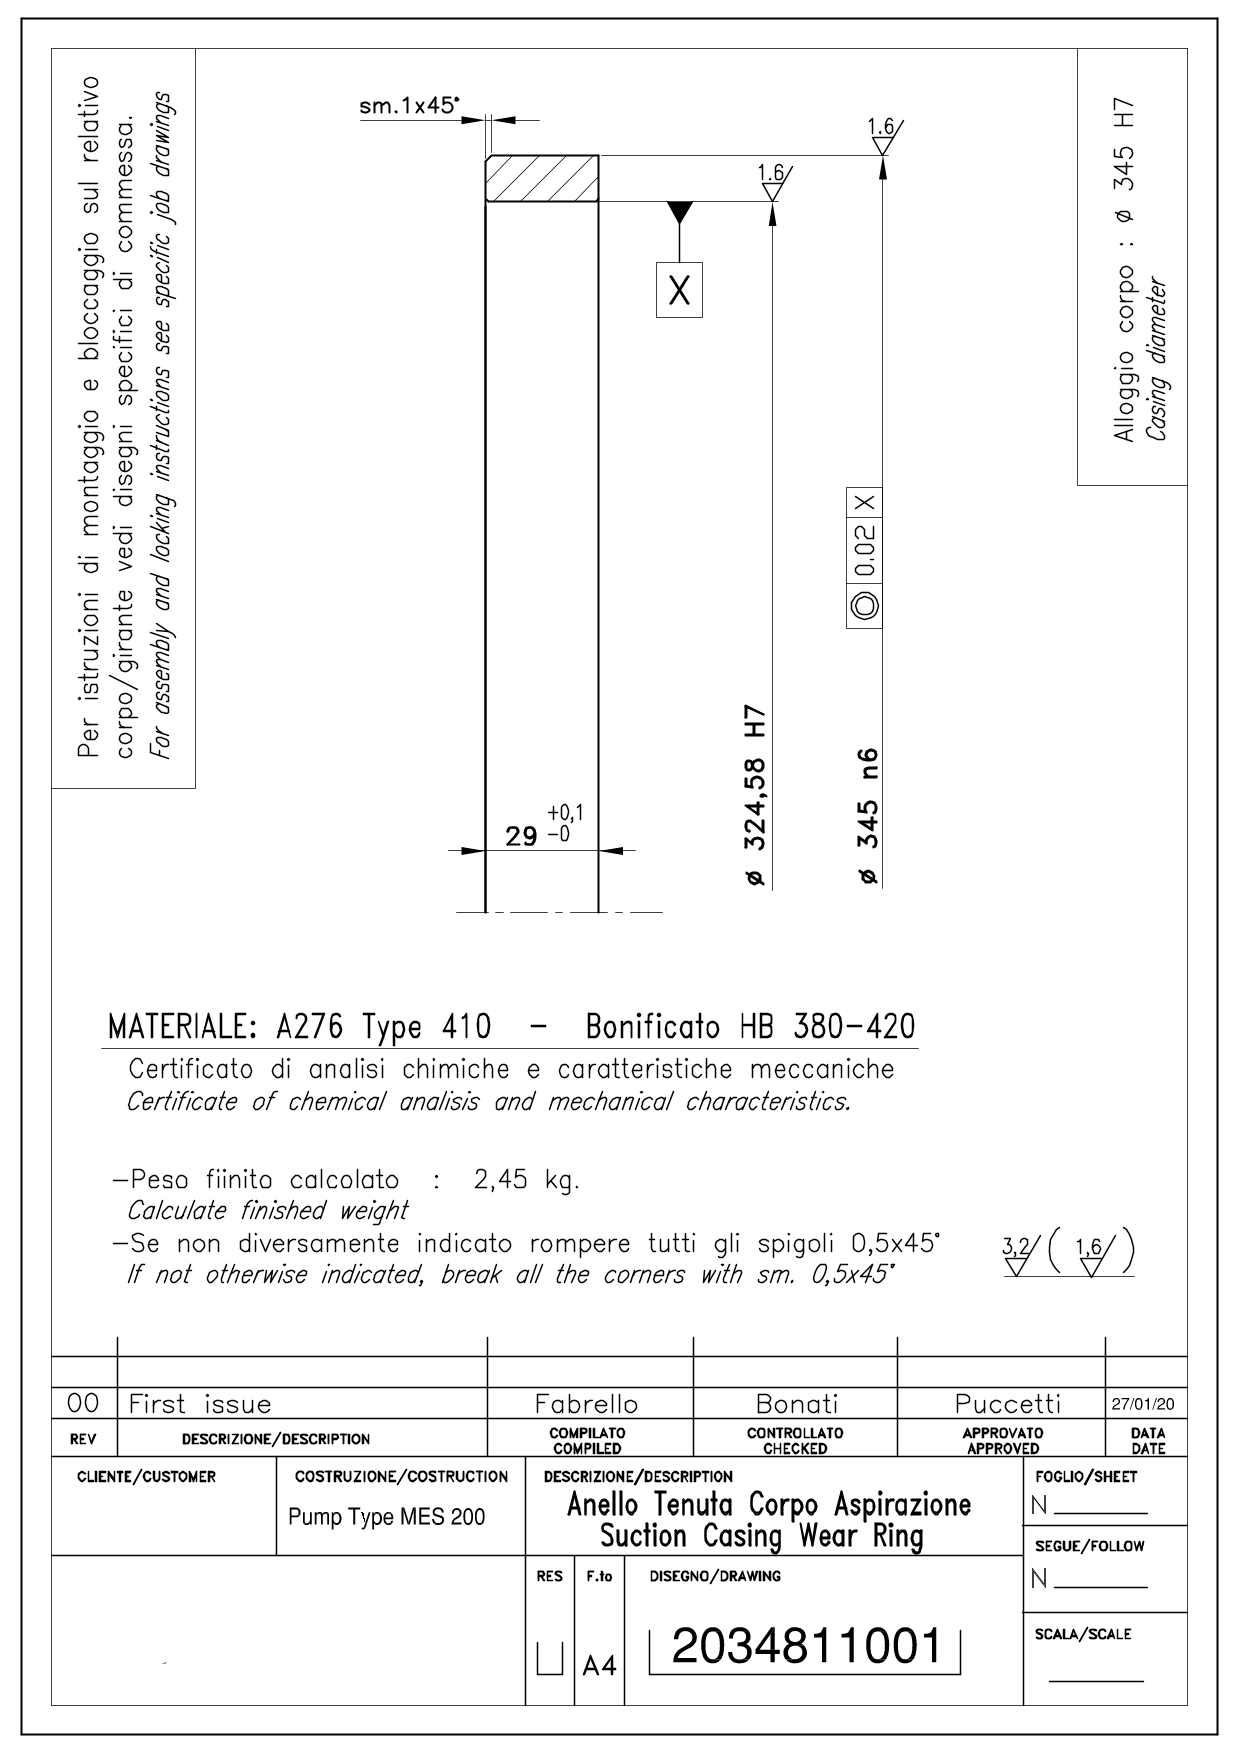 Per istruzioni di montaggio e bloccaggio sul relativo
corpo/girante vedi disegni specifici di commessa.
For assembly and locking instructions see specific job drawings
sm.1x45°
1.6
1.6
X
Alloggio corpo : ø 345 H7
Casing diameter
0.02 X
ø 324,58 H7
ø 345 n6
29 +0,1
-0
MATERIALE: A276 Type 410 - Bonificato HB 380-420
Certificato di analisi chimiche e caratteristiche meccaniche
Certificate of chemical analisis and mechanical characteristics.
-Peso fiinito calcolato : 2,45 kg.
Calculate finished weight
-Se non diversamente indicato rompere tutti gli spigoli 0,5x45°
If not otherwise indicated, break all the corners with sm. 0,5x45°
3,2 ( 1,6 )
00 First issue Fabrello Bonati Puccetti 27/01/20
REV DESCRIZIONE/DESCRIPTION COMPILATO CONTROLLATO APPROVATO DATA
COMPILED CHECKED APPROVED DATE
CLIENTE/CUSTOMER COSTRUZIONE/COSTRUCTION DESCRIZIONE/DESCRIPTION FOGLIO/SHEET
Pump Type MES 200
Anello Tenuta Corpo Aspirazione
Suction Casing Wear Ring
N
SEGUE/FOLLOW
N
RES F.to DISEGNO/DRAWING
A4
2034811001
SCALA/SCALE